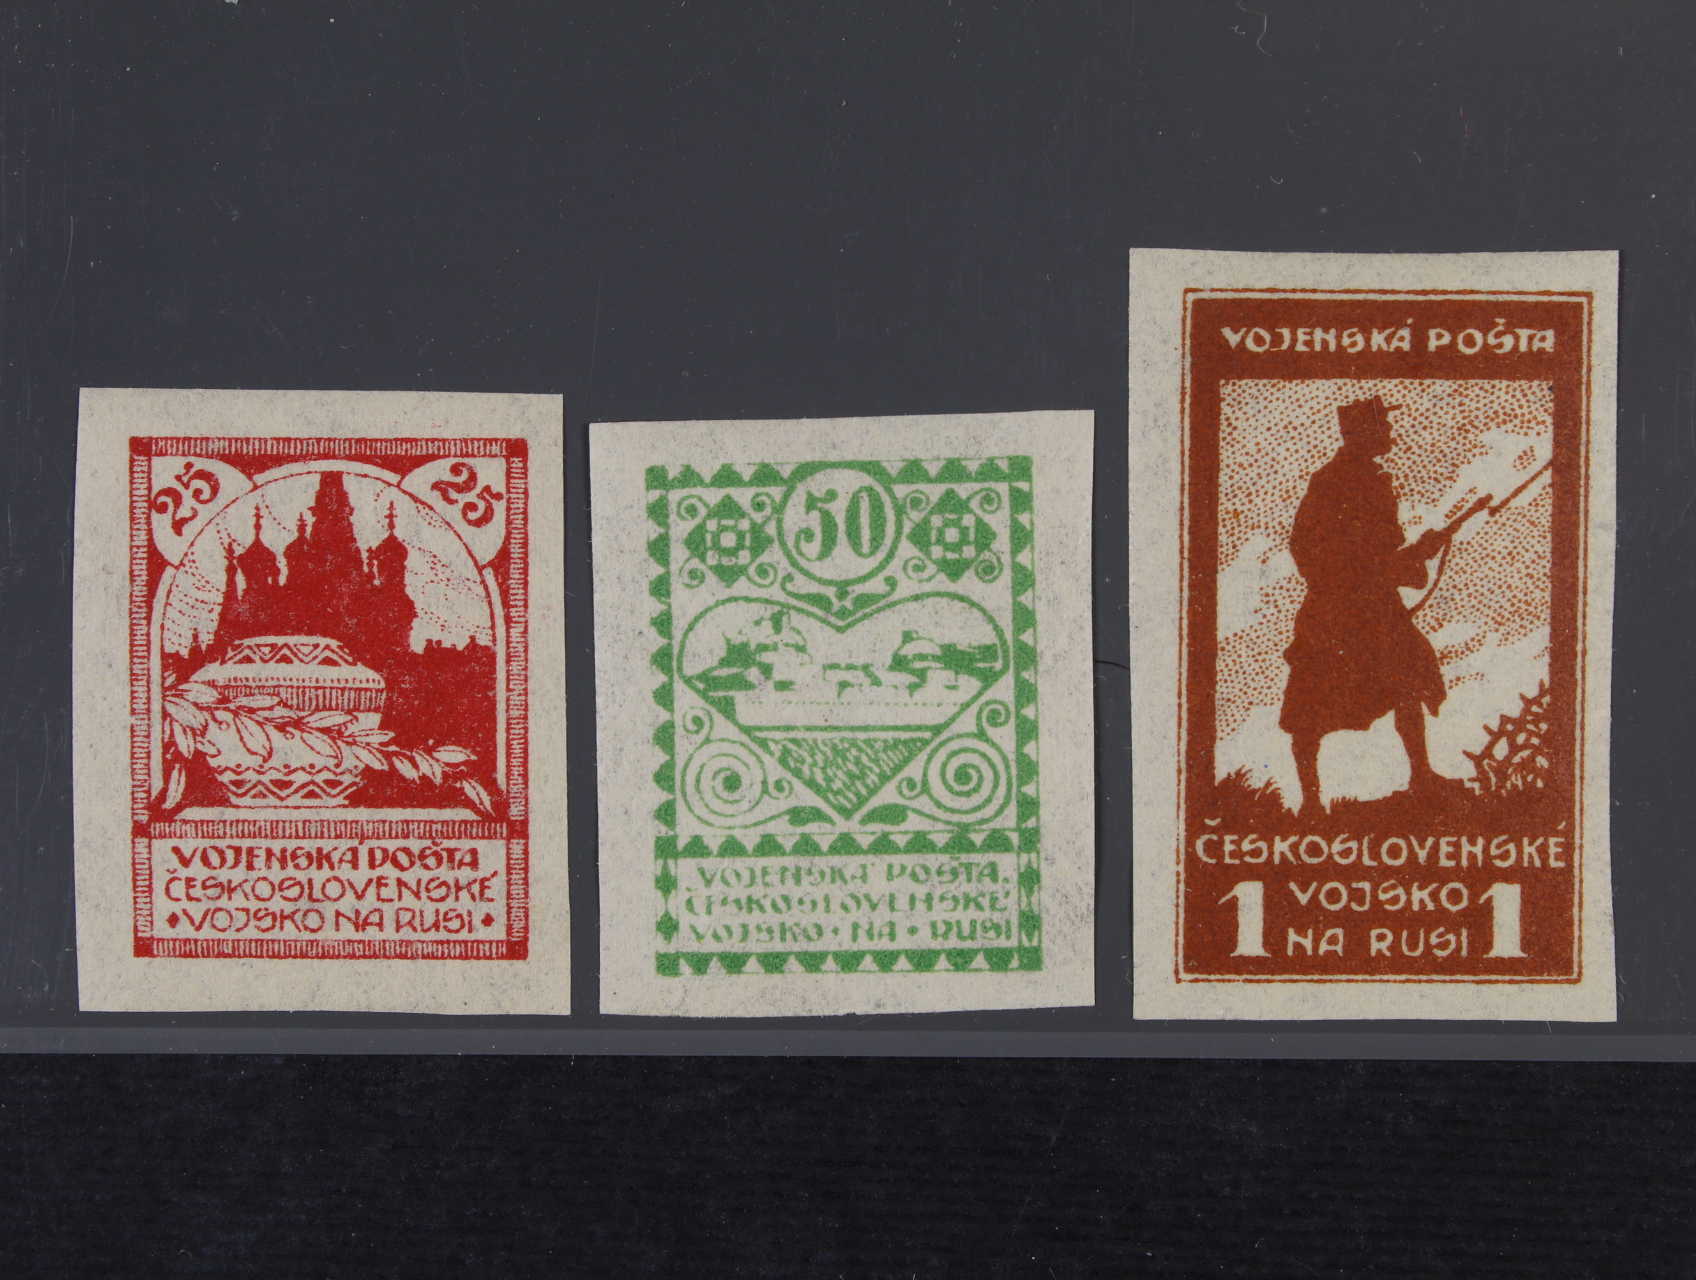 25 25
VOJENSKÁ POŠTA
ČESKOSLOVENSKÉ
•VOJSKO NA RUSI•
50
VOJENSKÁ POŠTA.
ČESKOSLOVENSKÉ
VOJSKO • NA • RUSI
VOJENSKÁ POŠTA
ČESKOSLOVENSKÉ
1 VOJSKO 1
NA RUSI